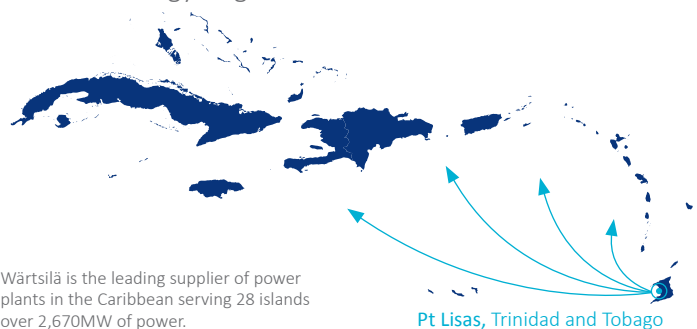 Wärtsilä is the leading supplier of power
plants in the Caribbean serving 28 islands
over 2,670MW of power.
Pt Lisas, Trinidad and Tobago